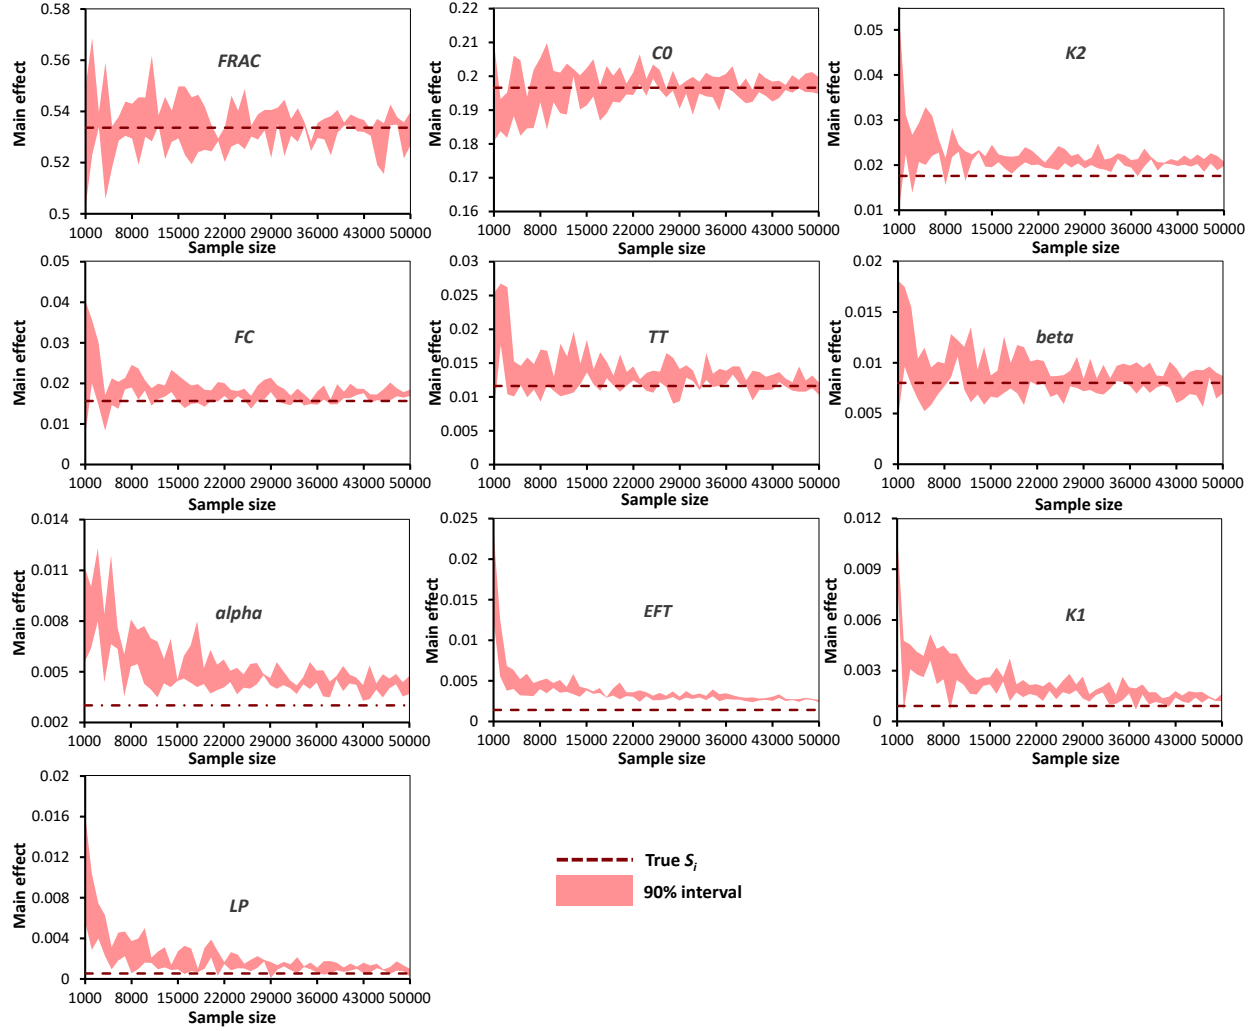 0.58
0.56
0.54
0.52
0.5
Main effect
FRAC
1000 8000 15000 22000 29000 36000 43000 50000
Sample size
0.22
0.21
0.2
0.19
0.18
0.17
0.16
Main effect
C0
1000 8000 15000 22000 29000 36000 43000 50000
Sample size
0.05
0.04
0.03
0.02
0.01
Main effect
K2
1000 8000 15000 22000 29000 36000 43000 50000
Sample size
0.05
0.04
0.03
0.02
0.01
0
Main effect
FC
1000 8000 15000 22000 29000 36000 43000 50000
Sample size
0.03
0.025
0.02
0.015
0.01
0.005
0
Main effect
TT
1000 8000 15000 22000 29000 36000 43000 50000
Sample size
0.02
0.015
0.01
0.005
0
Main effect
beta
1000 8000 15000 22000 29000 36000 43000 50000
Sample size
0.014
0.011
0.008
0.005
0.002
Main effect
alpha
1000 8000 15000 22000 29000 36000 43000 50000
Sample size
0.025
0.02
0.015
0.01
0.005
0
Main effect
EFT
1000 8000 15000 22000 29000 36000 43000 50000
Sample size
0.012
0.009
0.006
0.003
0
Main effect
K1
1000 8000 15000 22000 29000 36000 43000 50000
Sample size
0.02
0.016
0.012
0.008
0.004
0
Main effect
LP
1000 8000 15000 22000 29000 36000 43000 50000
Sample size
True Si
90% interval